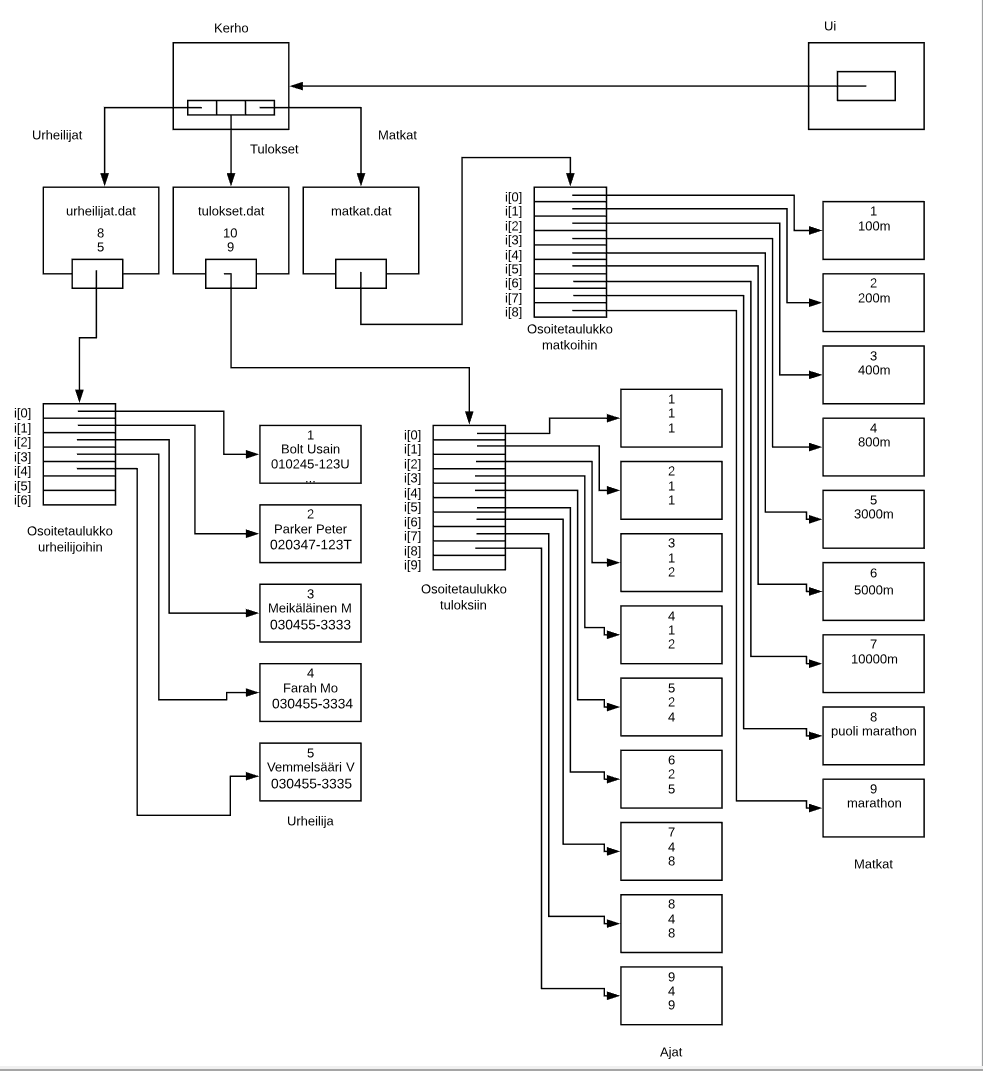 Kerho
Ui
Urheilijat
Tulokset
Matkat
urheilijat.dat
8
5
tulokset.dat
10
9
matkat.dat
i[0]
i[1]
i[2]
i[3]
i[4]
i[5]
i[6]
i[7]
i[8]
Osoitetaulukko
matkoihin
1
100m
2
200m
3
400m
4
800m
5
3000m
6
5000m
7
10000m
8
puoli marathon
9
marathon
Matkat
i[0]
i[1]
i[2]
i[3]
i[4]
i[5]
i[6]
Osoitetaulukko
urheilijoihin
1
Bolt Usain
010245-123U
...
2
Parker Peter
020347-123T
3
Meikäläinen M
030455-3333
4
Farah Mo
030455-3334
5
Vemmelsääri V
030455-3335
Urheilija
i[0]
i[1]
i[2]
i[3]
i[4]
i[5]
i[6]
i[7]
i[8]
i[9]
Osoitetaulukko
tuloksiin
1
1
1
2
1
1
3
1
2
4
1
2
5
2
4
6
2
5
7
4
8
8
4
8
9
4
9
Ajat